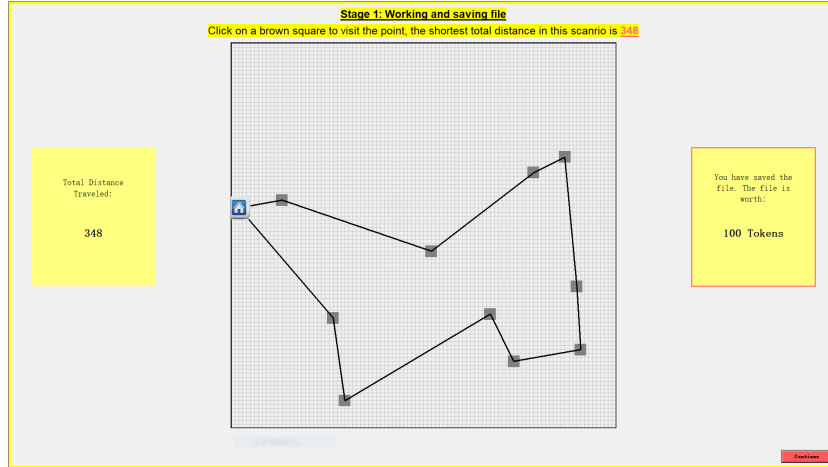 Stage 1: Working and saving file
Click on a brown square to visit the point, the shortest total distance in this scanrio is 348
Total Distance
Traveled:
348
You have saved the
file. The file is
worth:
100 Tokens
Continue